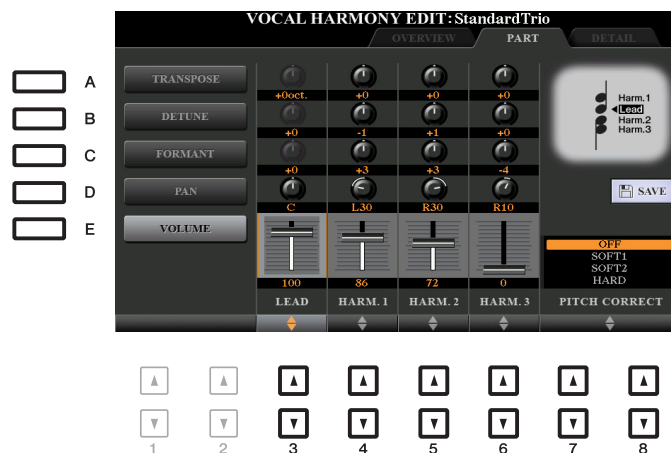 VOCAL HARMONY EDIT:StandardTrio
OVERVIEW PART DETAIL
A TRANSPOSE
+0oct. +0 +0 +0
B DETUNE
+0 -1 +1 +0
C FORMANT
+0 +3 +3 -4
D PAN
C L30 R30 R10
E VOLUME
100 86 72 0
LEAD HARM. 1 HARM. 2 HARM. 3
Harm.1
Lead
Harm.2
Harm.3
SAVE
OFF
SOFT1
SOFT2
HARD
PITCH CORRECT
1 2 3 4 5 6 7 8